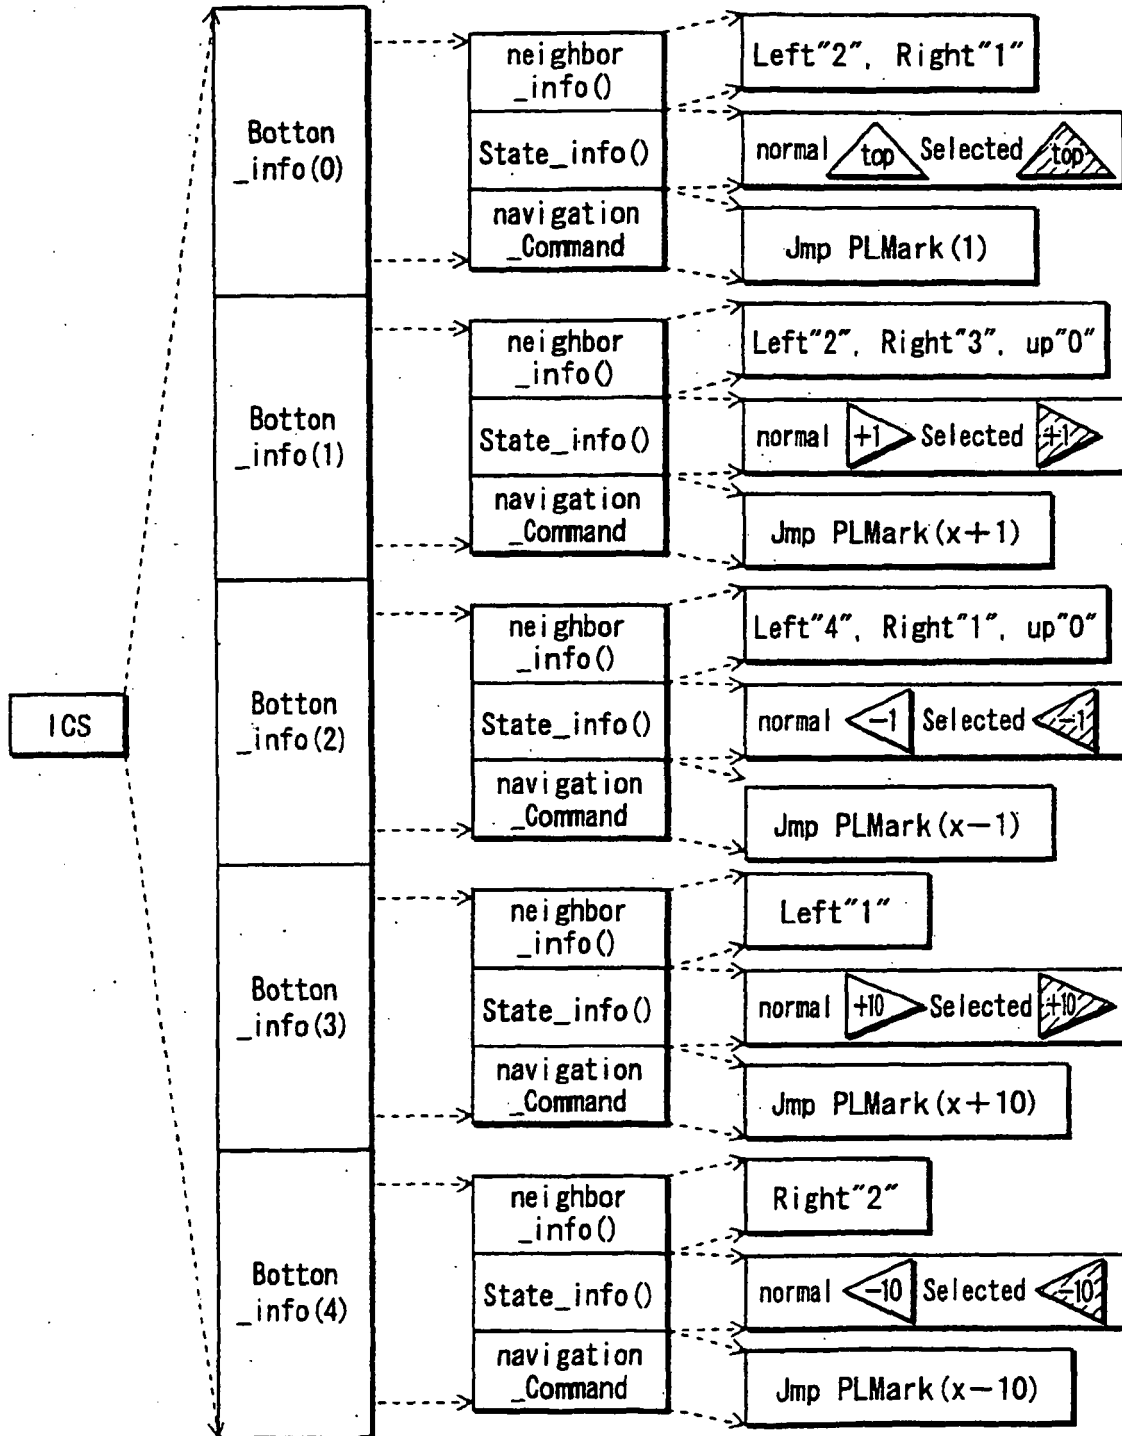 ICS
Botton
_info(0)
neighbor
_info()
State_info()
navigation
_Command
Left"2", Right"1"
normal top Selected top
Jmp PLMark(1)
Botton
_info(1)
neighbor
_info()
State_info()
navigation
_Command
Left"2", Right"3", up"0"
normal +1 Selected +1
Jmp PLMark(x+1)
Botton
_info(2)
neighbor
_info()
State_info()
navigation
_Command
Left"4", Right"1", up"0"
normal −1 Selected −1
Jmp PLMark(x−1)
Botton
_info(3)
neighbor
_info()
State_info()
navigation
_Command
Left"1"
normal +10 Selected +10
Jmp PLMark(x+10)
Botton
_info(4)
neighbor
_info()
State_info()
navigation
_Command
Right"2"
normal −10 Selected −10
Jmp PLMark(x−10)